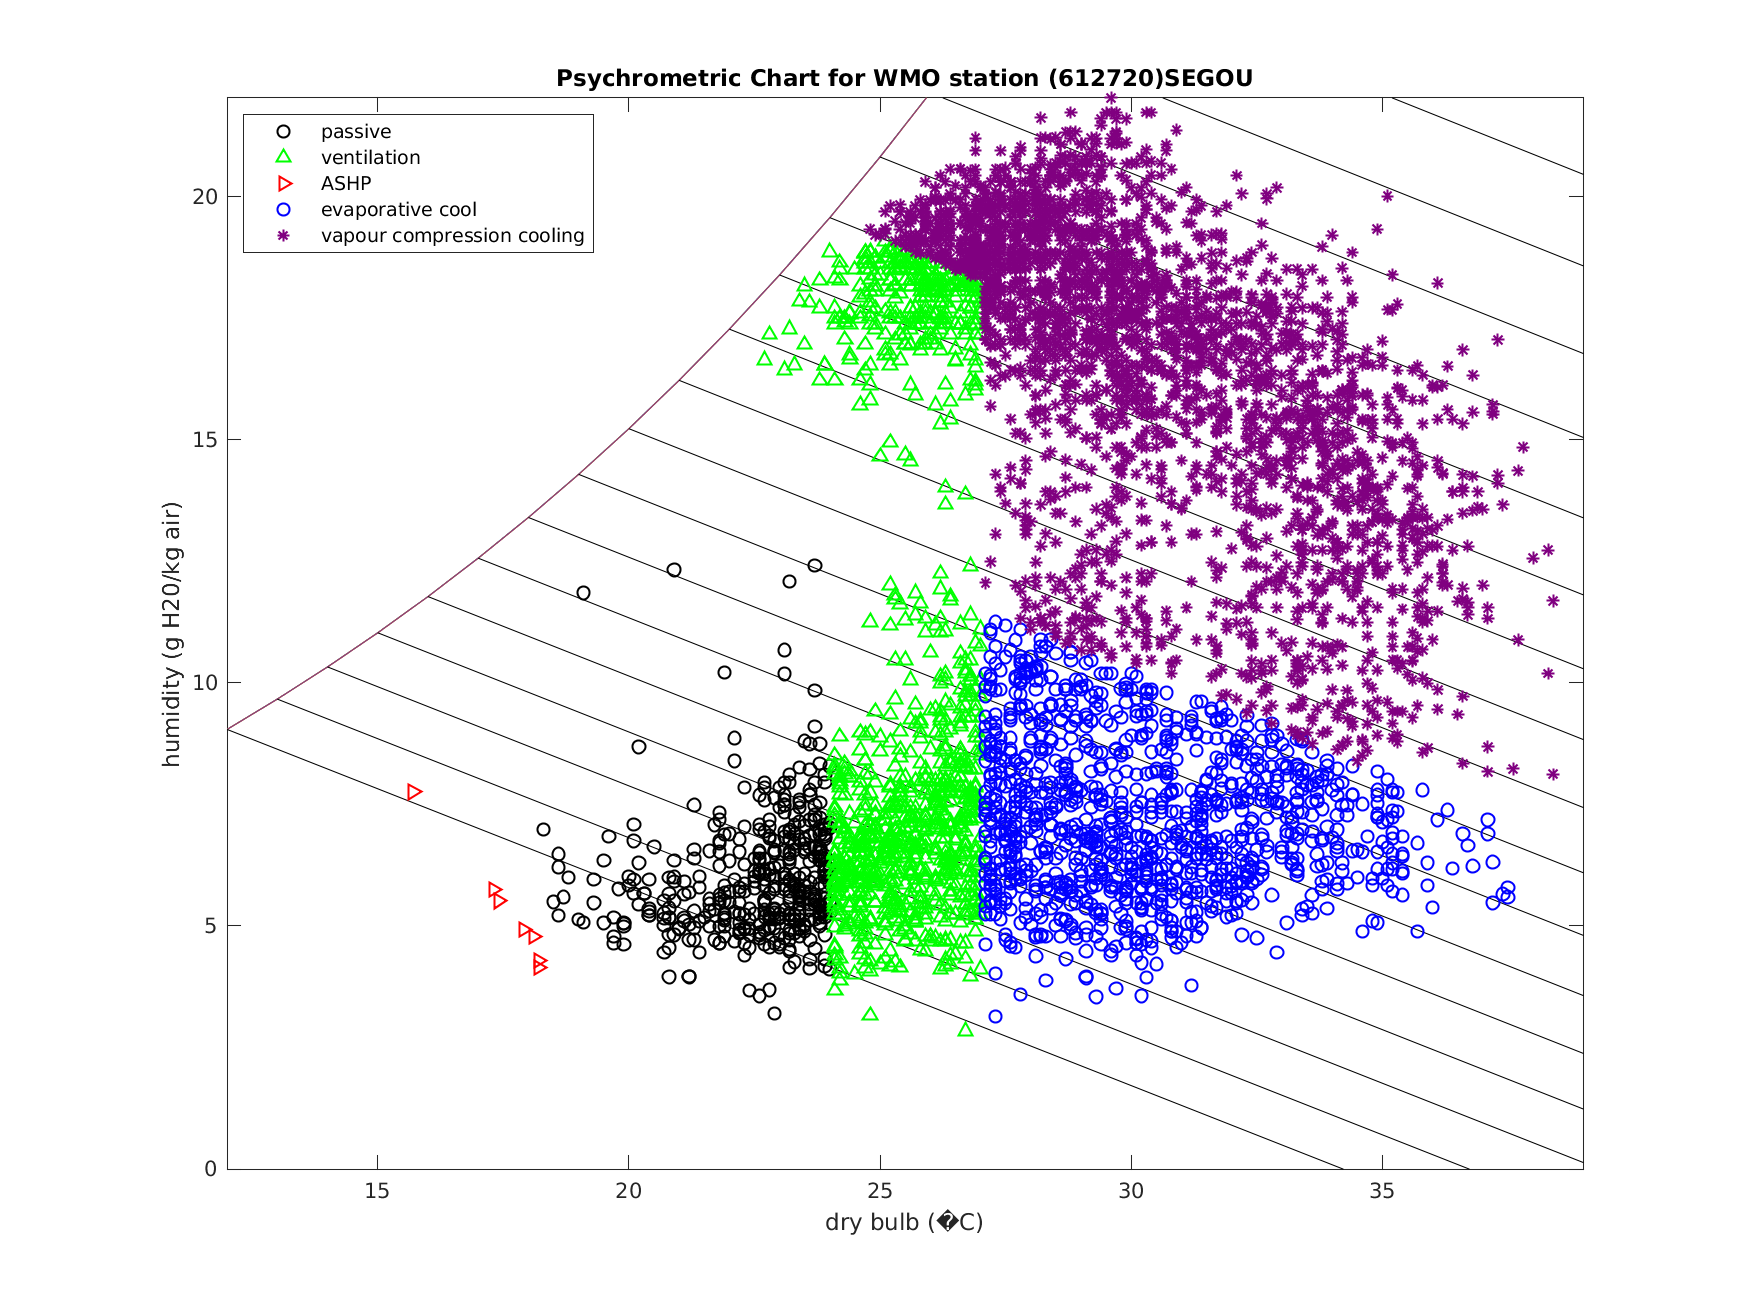 Psychrometric Chart for WMO station (612720)SEGOU
passive
ventilation
ASHP
evaporative cool
vapour compression cooling
20
15
10
5
0
humidity (g H20/kg air)
15 20 25 30 35
dry bulb (�C)